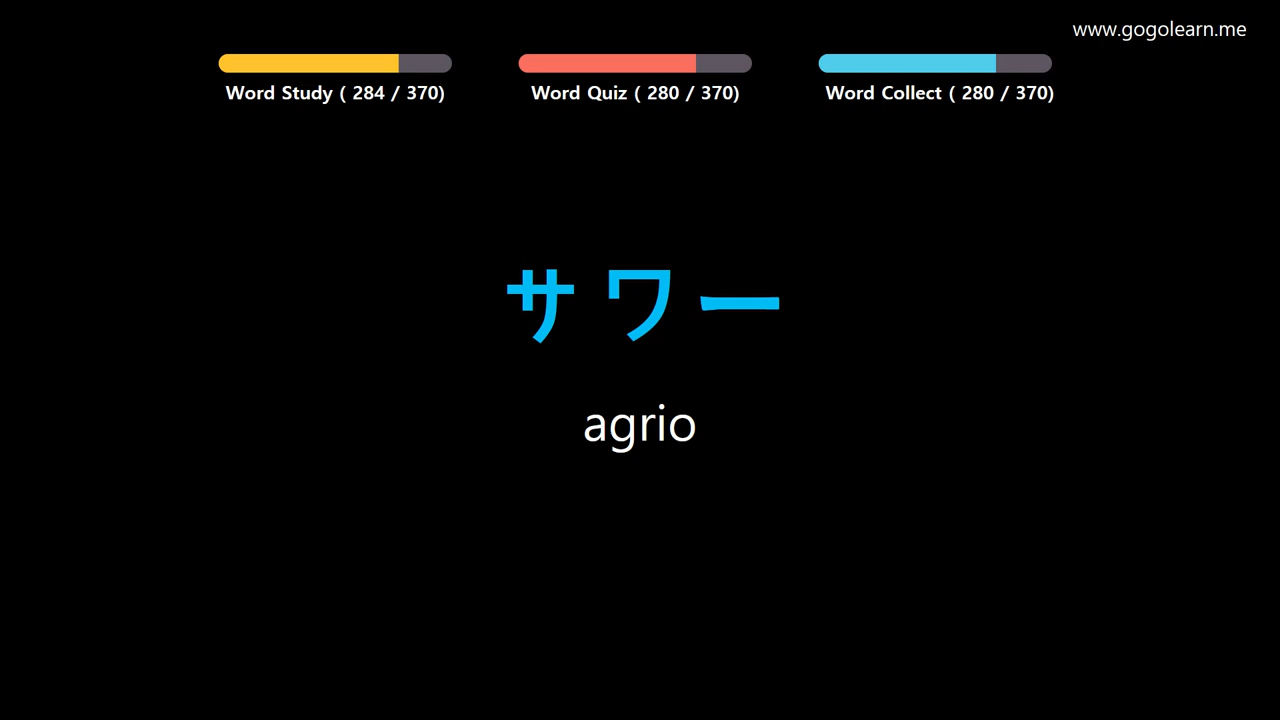 www.gogolearn.me
Word Study ( 284 / 370)
Word Quiz ( 280 / 370)
Word Collect ( 280 / 370)
サワー
agrio